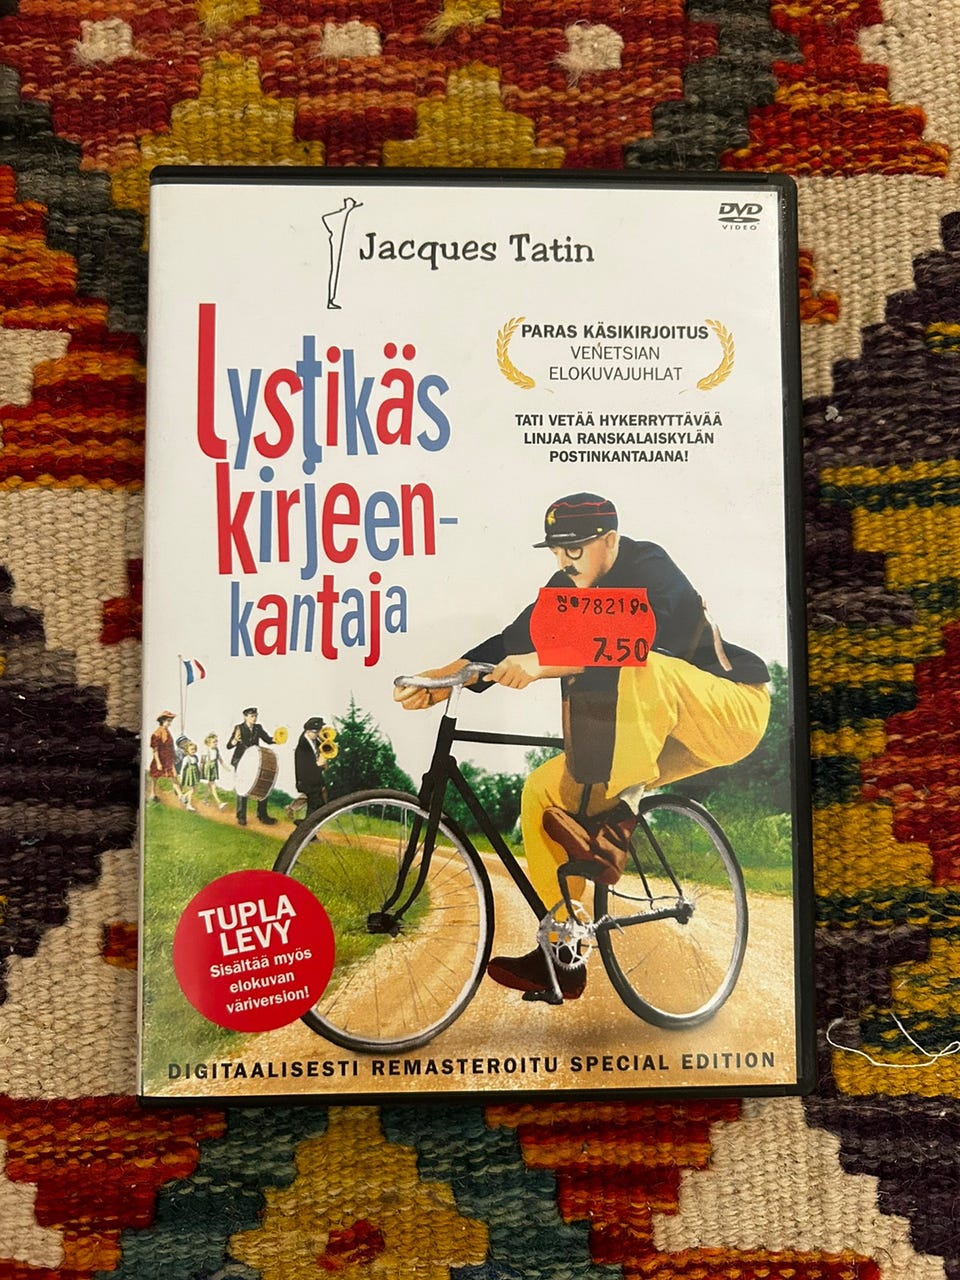 DVD
VIDEO
Jacques Tatin
Lystikäs
kirjeen-
kantaja
PARAS KÄSIKIRJOITUS
VENETSIAN
ELOKUVAJUHLAT
TATI VETÄÄ HYKERRYTTÄVÄÄ
LINJAA RANSKALAISKYLÄN
POSTINKANTAJANA!
7.50
TUPLA
LEVY
Sisältää myös
elokuvan
väriversion!
DIGITAALISESTI REMASTEROITU SPECIAL EDITION